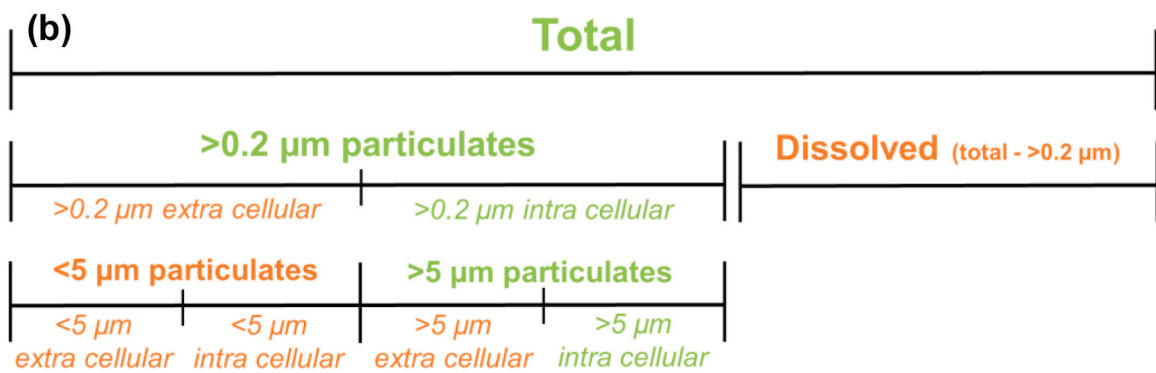 (b)
Total
>0.2 µm particulates
Dissolved (total - >0.2 µm)
>0.2 µm extra cellular
>0.2 µm intra cellular
<5 µm particulates
>5 µm particulates
<5 µm
extra cellular
<5 µm
intra cellular
>5 µm
extra cellular
>5 µm
intra cellular